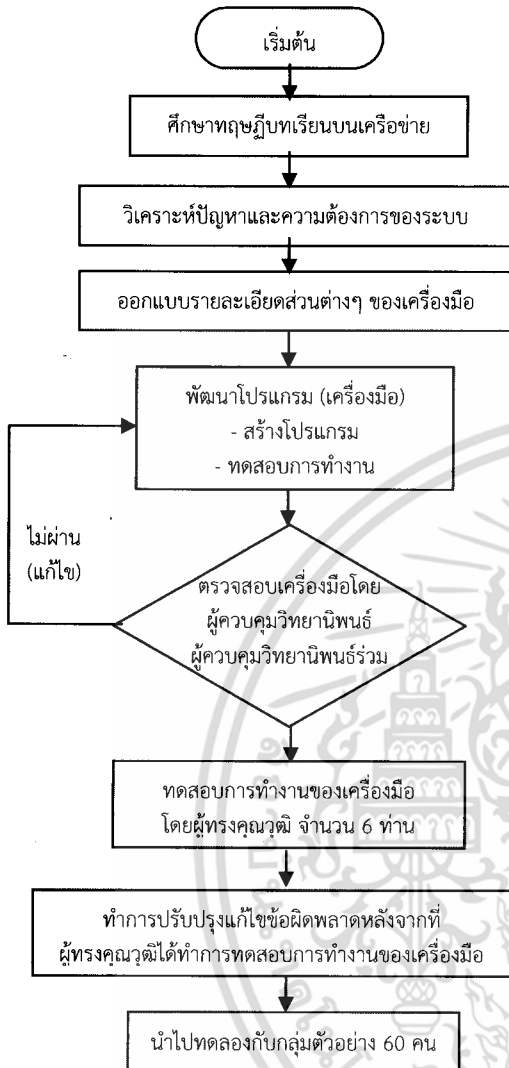 เริ่มต้น
ศึกษาทฤษฎีบทเรียนบนเครือข่าย
วิเคราะห์ปัญหาและความต้องการของระบบ
ออกแบบรายละเอียดส่วนต่างๆ ของเครื่องมือ
พัฒนาโปรแกรม (เครื่องมือ)
- สร้างโปรแกรม
- ทดสอบการทำงาน
ไม่ผ่าน
(แก้ไข)
ตรวจสอบเครื่องมือโดย
ผู้ควบคุมวิทยานิพนธ์
ผู้ควบคุมวิทยานิพนธ์ร่วม
ทดสอบการทำงานของเครื่องมือ
โดยผู้ทรงคุณวุฒิ จำนวน 6 ท่าน
ทำการปรับปรุงแก้ไขข้อผิดพลาดหลังจากที่
ผู้ทรงคุณวุฒิได้ทำการทดสอบการทำงานของเครื่องมือ
นำไปทดลองกับกลุ่มตัวอย่าง 60 คน